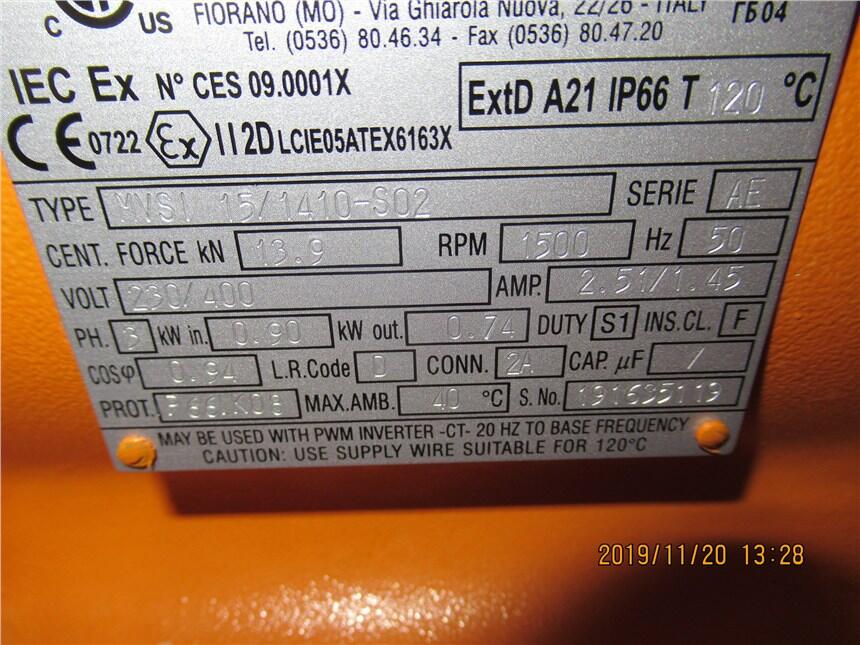 C US FIORANO (MO) - Via Ghiarola Nuova, 22/26 - ITALY ГБ04
Tel. (0536) 80.46.34 - Fax (0536) 80.47.20
IEC Ex N° CES 09.0001X
ExtD A21 IP66 T 120 °C
CE 0722 Ex II2D LCIE05ATEX6163X
TYPE MVSI 15/1410-S02 SERIE AE
CENT. FORCE kN 13.9 RPM 1500 Hz 50
VOLT 230/400 AMP. 2.51/1.45
PH. 3 kW in. 0.90 kW out. 0.74 DUTY S1 INS.CL. F
COSφ 0.94 L.R.Code D CONN. 2A CAP. µF /
PROT. MAX.AMB. 40 °C S. No. 191635119
MAY BE USED WITH PWM INVERTER -CT- 20 HZ TO BASE FREQUENCY
CAUTION: USE SUPPLY WIRE SUITABLE FOR 120°C
2019/11/20 13:28